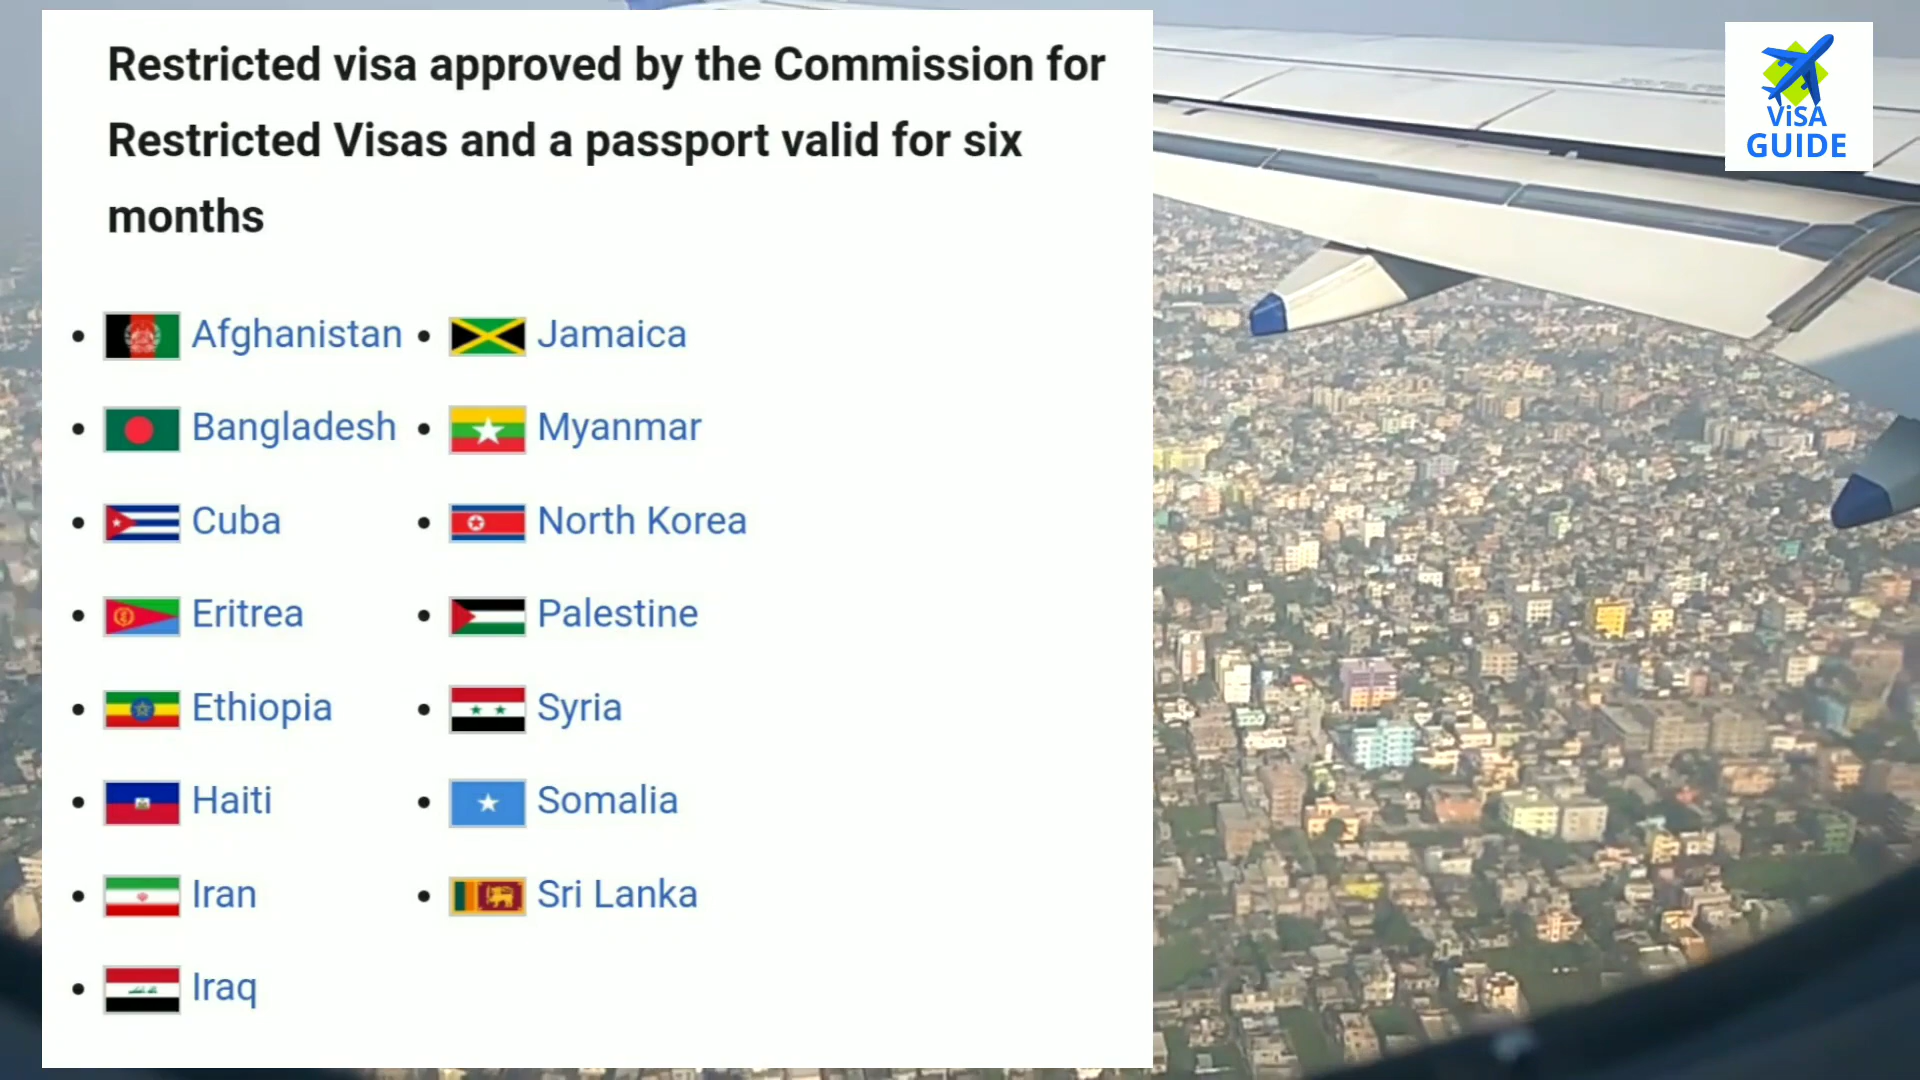 Restricted visa approved by the Commission for
Restricted Visas and a passport valid for six
months
Afghanistan
Bangladesh
Cuba
Eritrea
Ethiopia
Haiti
Iran
Iraq
Jamaica
Myanmar
North Korea
Palestine
Syria
Somalia
Sri Lanka
ViSA
GUIDE